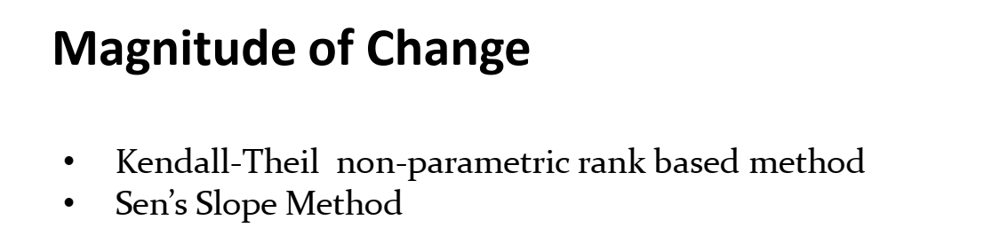 Magnitude of Change
• Kendall-Theil  non-parametric rank based method
• Sen’s Slope Method